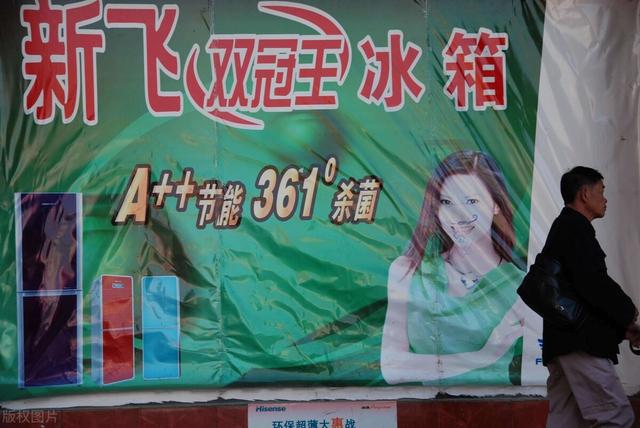 新飞双冠王冰箱
A++节能 361°杀菌
Hisense
环保超薄大惠战
版权图片